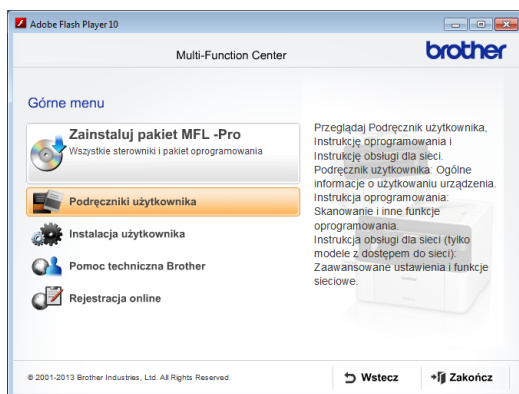 Adobe Flash Player 10
Multi-Function Center
brother
Górne menu
Zainstaluj pakiet MFL -Pro
Wszystkie sterowniki i pakiet oprogramowania
Podręczniki użytkownika
Instalacja użytkownika
Pomoc techniczna Brother
Rejestracja online
Przeglądaj Podręcznik użytkownika,
Instrukcję oprogramowania i
Instrukcję obsługi dla sieci.
Podręcznik użytkownika: Ogólne
informacje o użytkowaniu urządzenia.
Instrukcja oprogramowania:
Skanowanie i inne funkcje
oprogramowania.
Instrukcja obsługi dla sieci (tylko
modele z dostępem do sieci):
Zaawansowane ustawienia i funkcje
sieciowe.
© 2001-2013 Brother Industries, Ltd. All Rights Reserved.
Wstecz
Zakończ